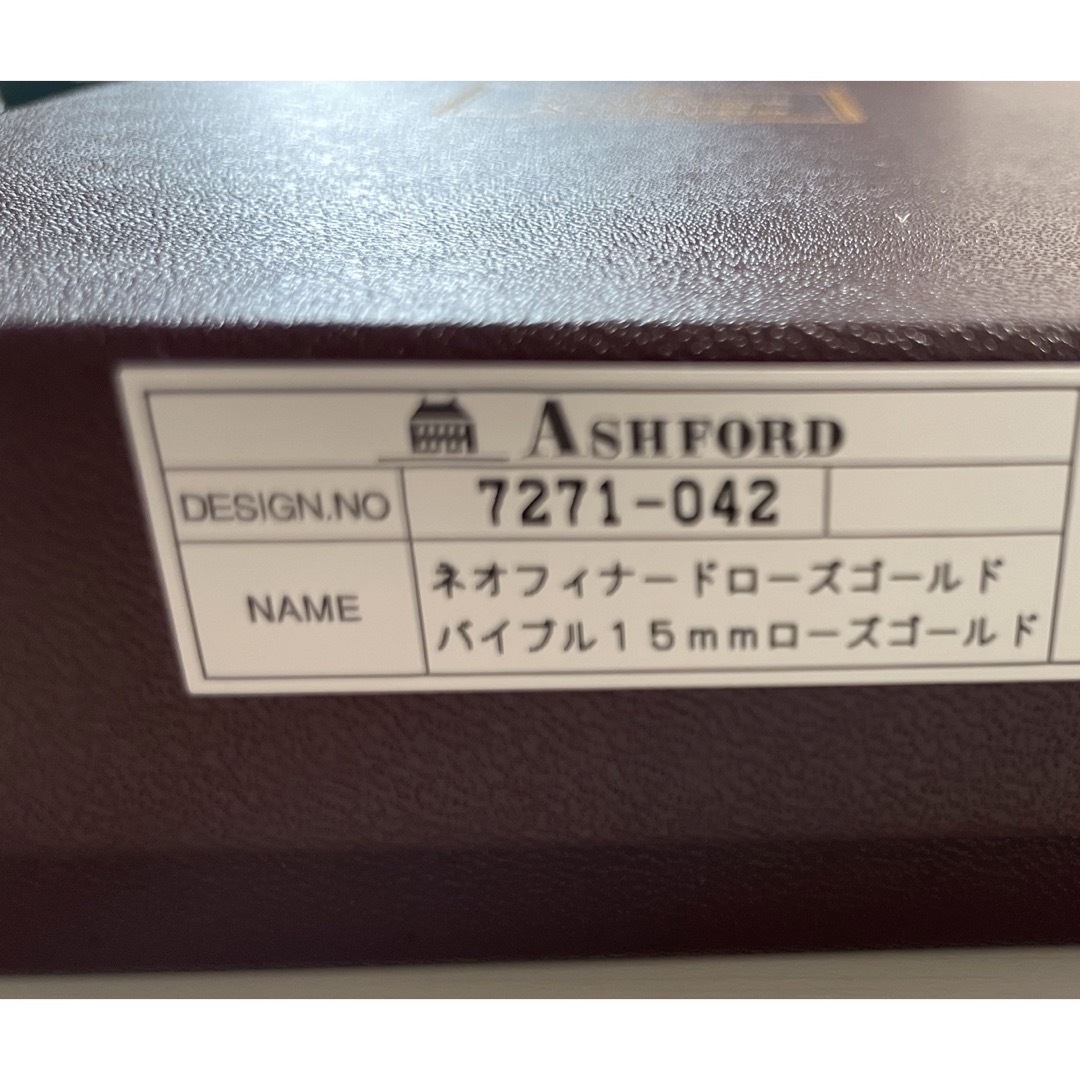 ASHFORD
DESIGN.NO 7271-042
NAME ネオフィナードローズゴールド
バイブル15mmローズゴールド